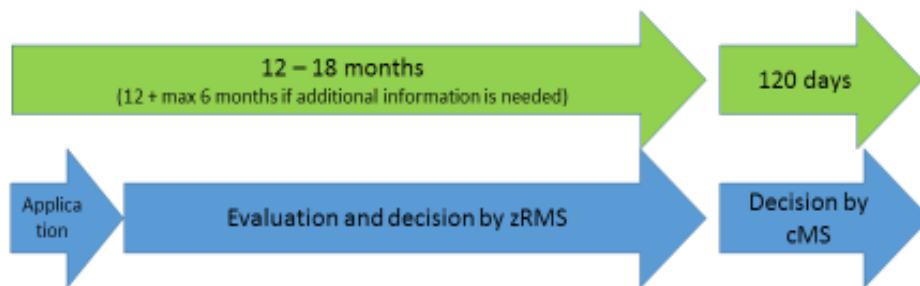 12 – 18 months
(12 + max 6 months if additional information is needed)
120 days
Applica
tion
Evaluation and decision by zRMS
Decision by
cMS